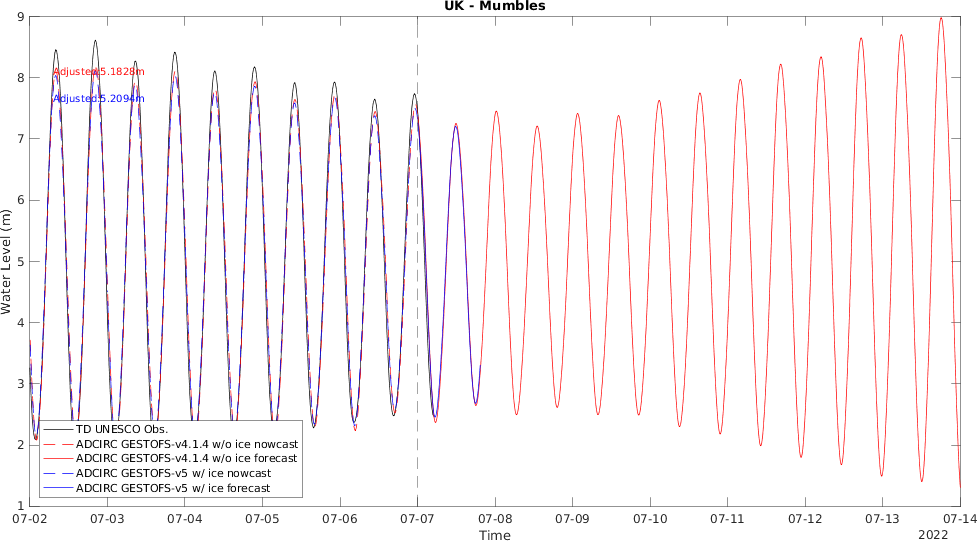 UK - Mumbles
9
8
7
6
5
4
3
2
1
Water Level (m)
Adjusted:5.1828m
Adjusted:5.2094m
TD UNESCO Obs.
ADCIRC GESTOFS-v4.1.4 w/o ice nowcast
ADCIRC GESTOFS-v4.1.4 w/o ice forecast
ADCIRC GESTOFS-v5 w/ ice nowcast
ADCIRC GESTOFS-v5 w/ ice forecast
07-02 07-03 07-04 07-05 07-06 07-07 07-08 07-09 07-10 07-11 07-12 07-13 07-14
Time
2022